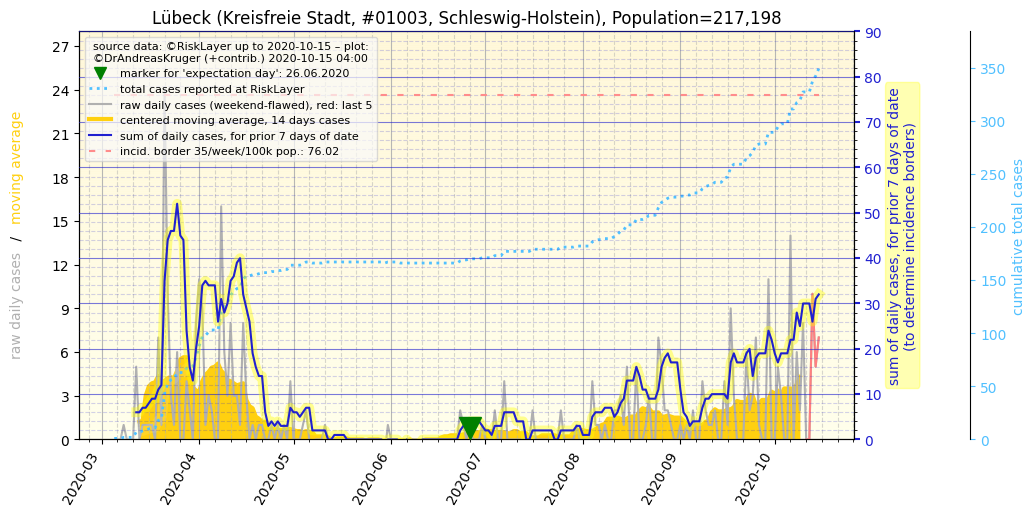 Lübeck (Kreisfreie Stadt, #01003, Schleswig-Holstein), Population=217,198
source data: ©RiskLayer up to 2020-10-15 – plot:
©DrAndreasKruger (+contrib.) 2020-10-15 04:00
marker for 'expectation day': 26.06.2020
total cases reported at RiskLayer
raw daily cases (weekend-flawed), red: last 5
centered moving average, 14 days cases
sum of daily cases, for prior 7 days of date
incid. border 35/week/100k pop.: 76.02
raw daily cases / moving average
27
24
21
18
15
12
9
6
3
0
90
80
70
60
50
40
30
20
10
0
sum of daily cases, for prior 7 days of date
(to determine incidence borders)
350
300
250
200
150
100
50
0
cumulative total cases
2020-03
2020-04
2020-05
2020-06
2020-07
2020-08
2020-09
2020-10